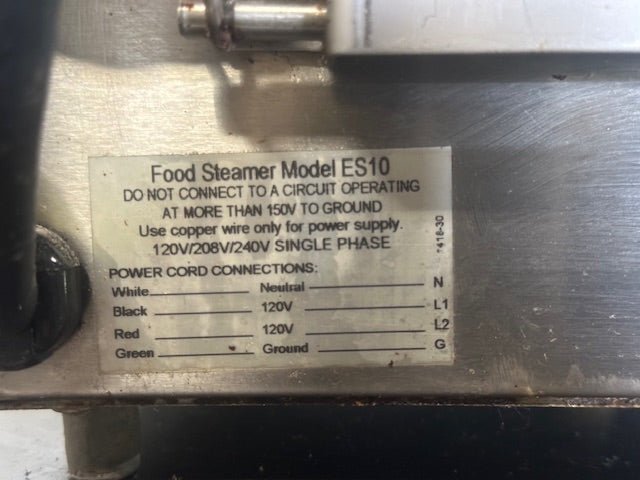 Food Steamer Model ES10
DO NOT CONNECT TO A CIRCUIT OPERATING
AT MORE THAN 150V TO GROUND
Use copper wire only for power supply.
120V/208V/240V SINGLE PHASE
POWER CORD CONNECTIONS:
White Neutral N
Black 120V L1
Red 120V L2
Green Ground G